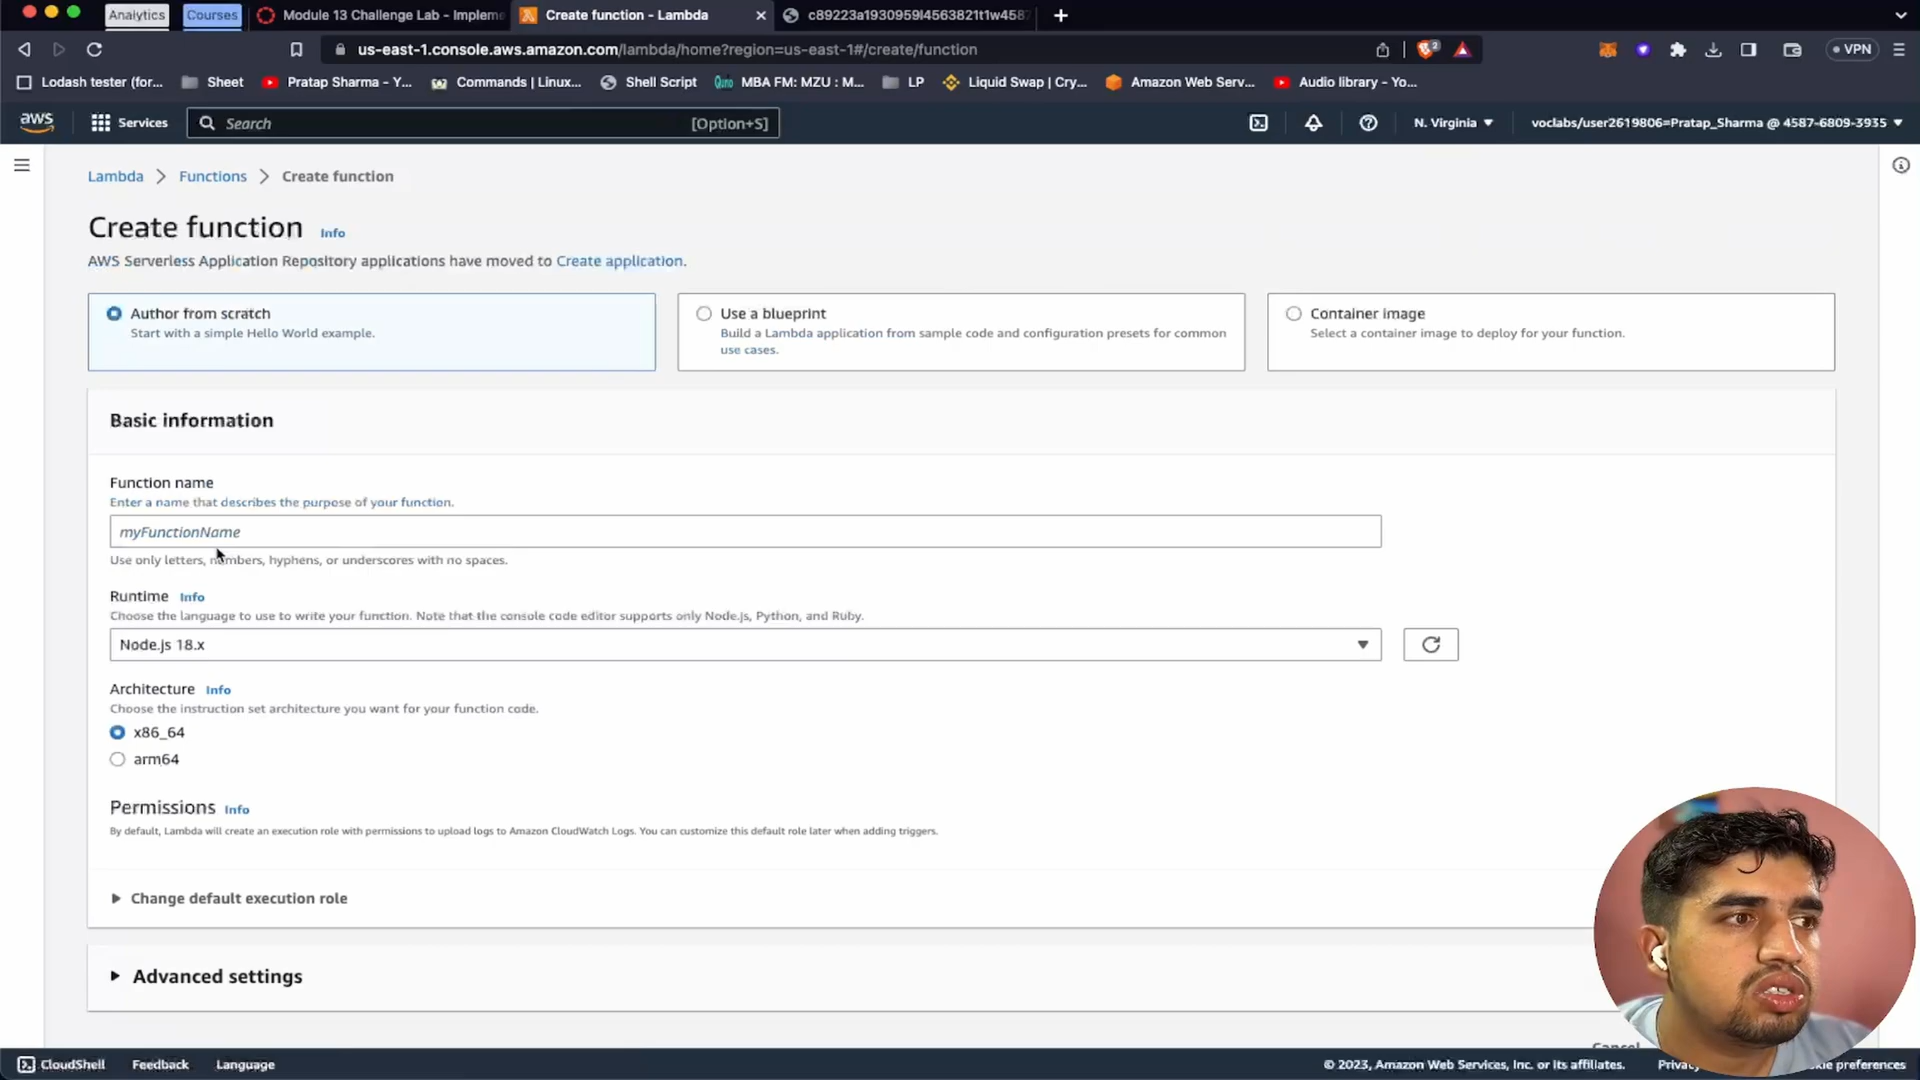 Analytics
Courses
Module 13 Challenge Lab - Impleme
Create function - Lambda
c89223a1930959l4563821t1w458
us-east-1.console.aws.amazon.com/lambda/home?region=us-east-1#/create/function
2
VPN
Lodash tester (for...
Sheet
Pratap Sharma - Y...
Commands | Linux...
Shell Script
MBA FM: MZU : M...
LP
Liquid Swap | Cry...
Amazon Web Serv...
Audio library - Yo...
aws
Services
Search
[Option+S]
N. Virginia
voclabs/user2619806=Pratap_Sharma @ 4587-6809-3935
Lambda
Functions
Create function
Create function
Info
AWS Serverless Application Repository applications have moved to Create application.
Author from scratch
Start with a simple Hello World example.
Use a blueprint
Build a Lambda application from sample code and configuration presets for common
use cases.
Container image
Select a container image to deploy for your function.
Basic information
Function name
Enter a name that describes the purpose of your function.
myFunctionName
Use only letters, numbers, hyphens, or underscores with no spaces.
Runtime
Info
Choose the language to use to write your function. Note that the console code editor supports only Node.js, Python, and Ruby.
Node.js 18.x
Architecture
Info
Choose the instruction set architecture you want for your function code.
x86_64
arm64
Permissions
Info
By default, Lambda will create an execution role with permissions to upload logs to Amazon CloudWatch Logs. You can customize this default role later when adding triggers.
Change default execution role
Advanced settings
Cancel
CloudShell
Feedback
Language
© 2023, Amazon Web Services, Inc. or its affiliates.
preferences